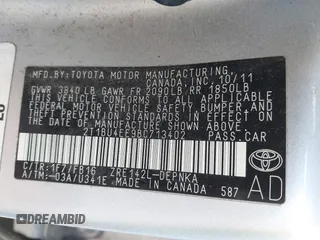 MFD. BY: TOYOTA MOTOR MANUFACTURING
CANADA, INC. 10/11
GVWR 3840 LB GAWR FR 2090LB RR 1850LB
THIS VEHICLE CONFORMS TO ALL APPLICABLE
FEDERAL MOTOR VEHICLE SAFETY, BUMPER, AND
THEFT PREVENTION STANDARDS IN EFFECT ON
THE DATE OF MANUFACTURE SHOWN ABOVE.
2T1BU4EE9BC713402 PASS.CAR
C/TR:1F7/FB16 ZRE142L-DEPNKA
A/TM:-03A/U341E MADE IN CANADA 587
TOYOTA
AD